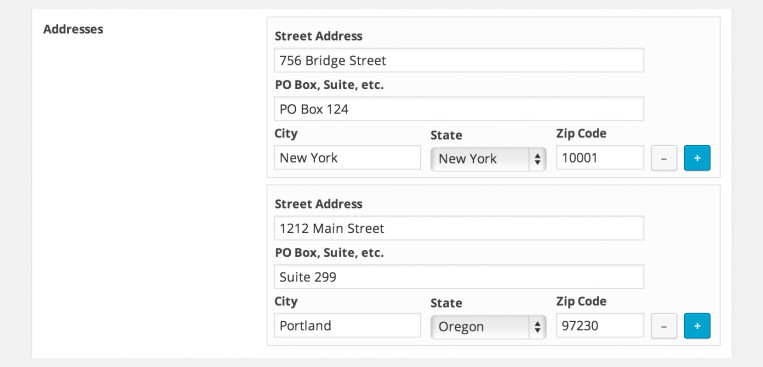 Addresses
Street Address
756 Bridge Street
PO Box, Suite, etc.
PO Box 124
City State Zip Code
New York New York 10001 – +
Street Address
1212 Main Street
PO Box, Suite, etc.
Suite 299
City State Zip Code
Portland Oregon 97230 – +